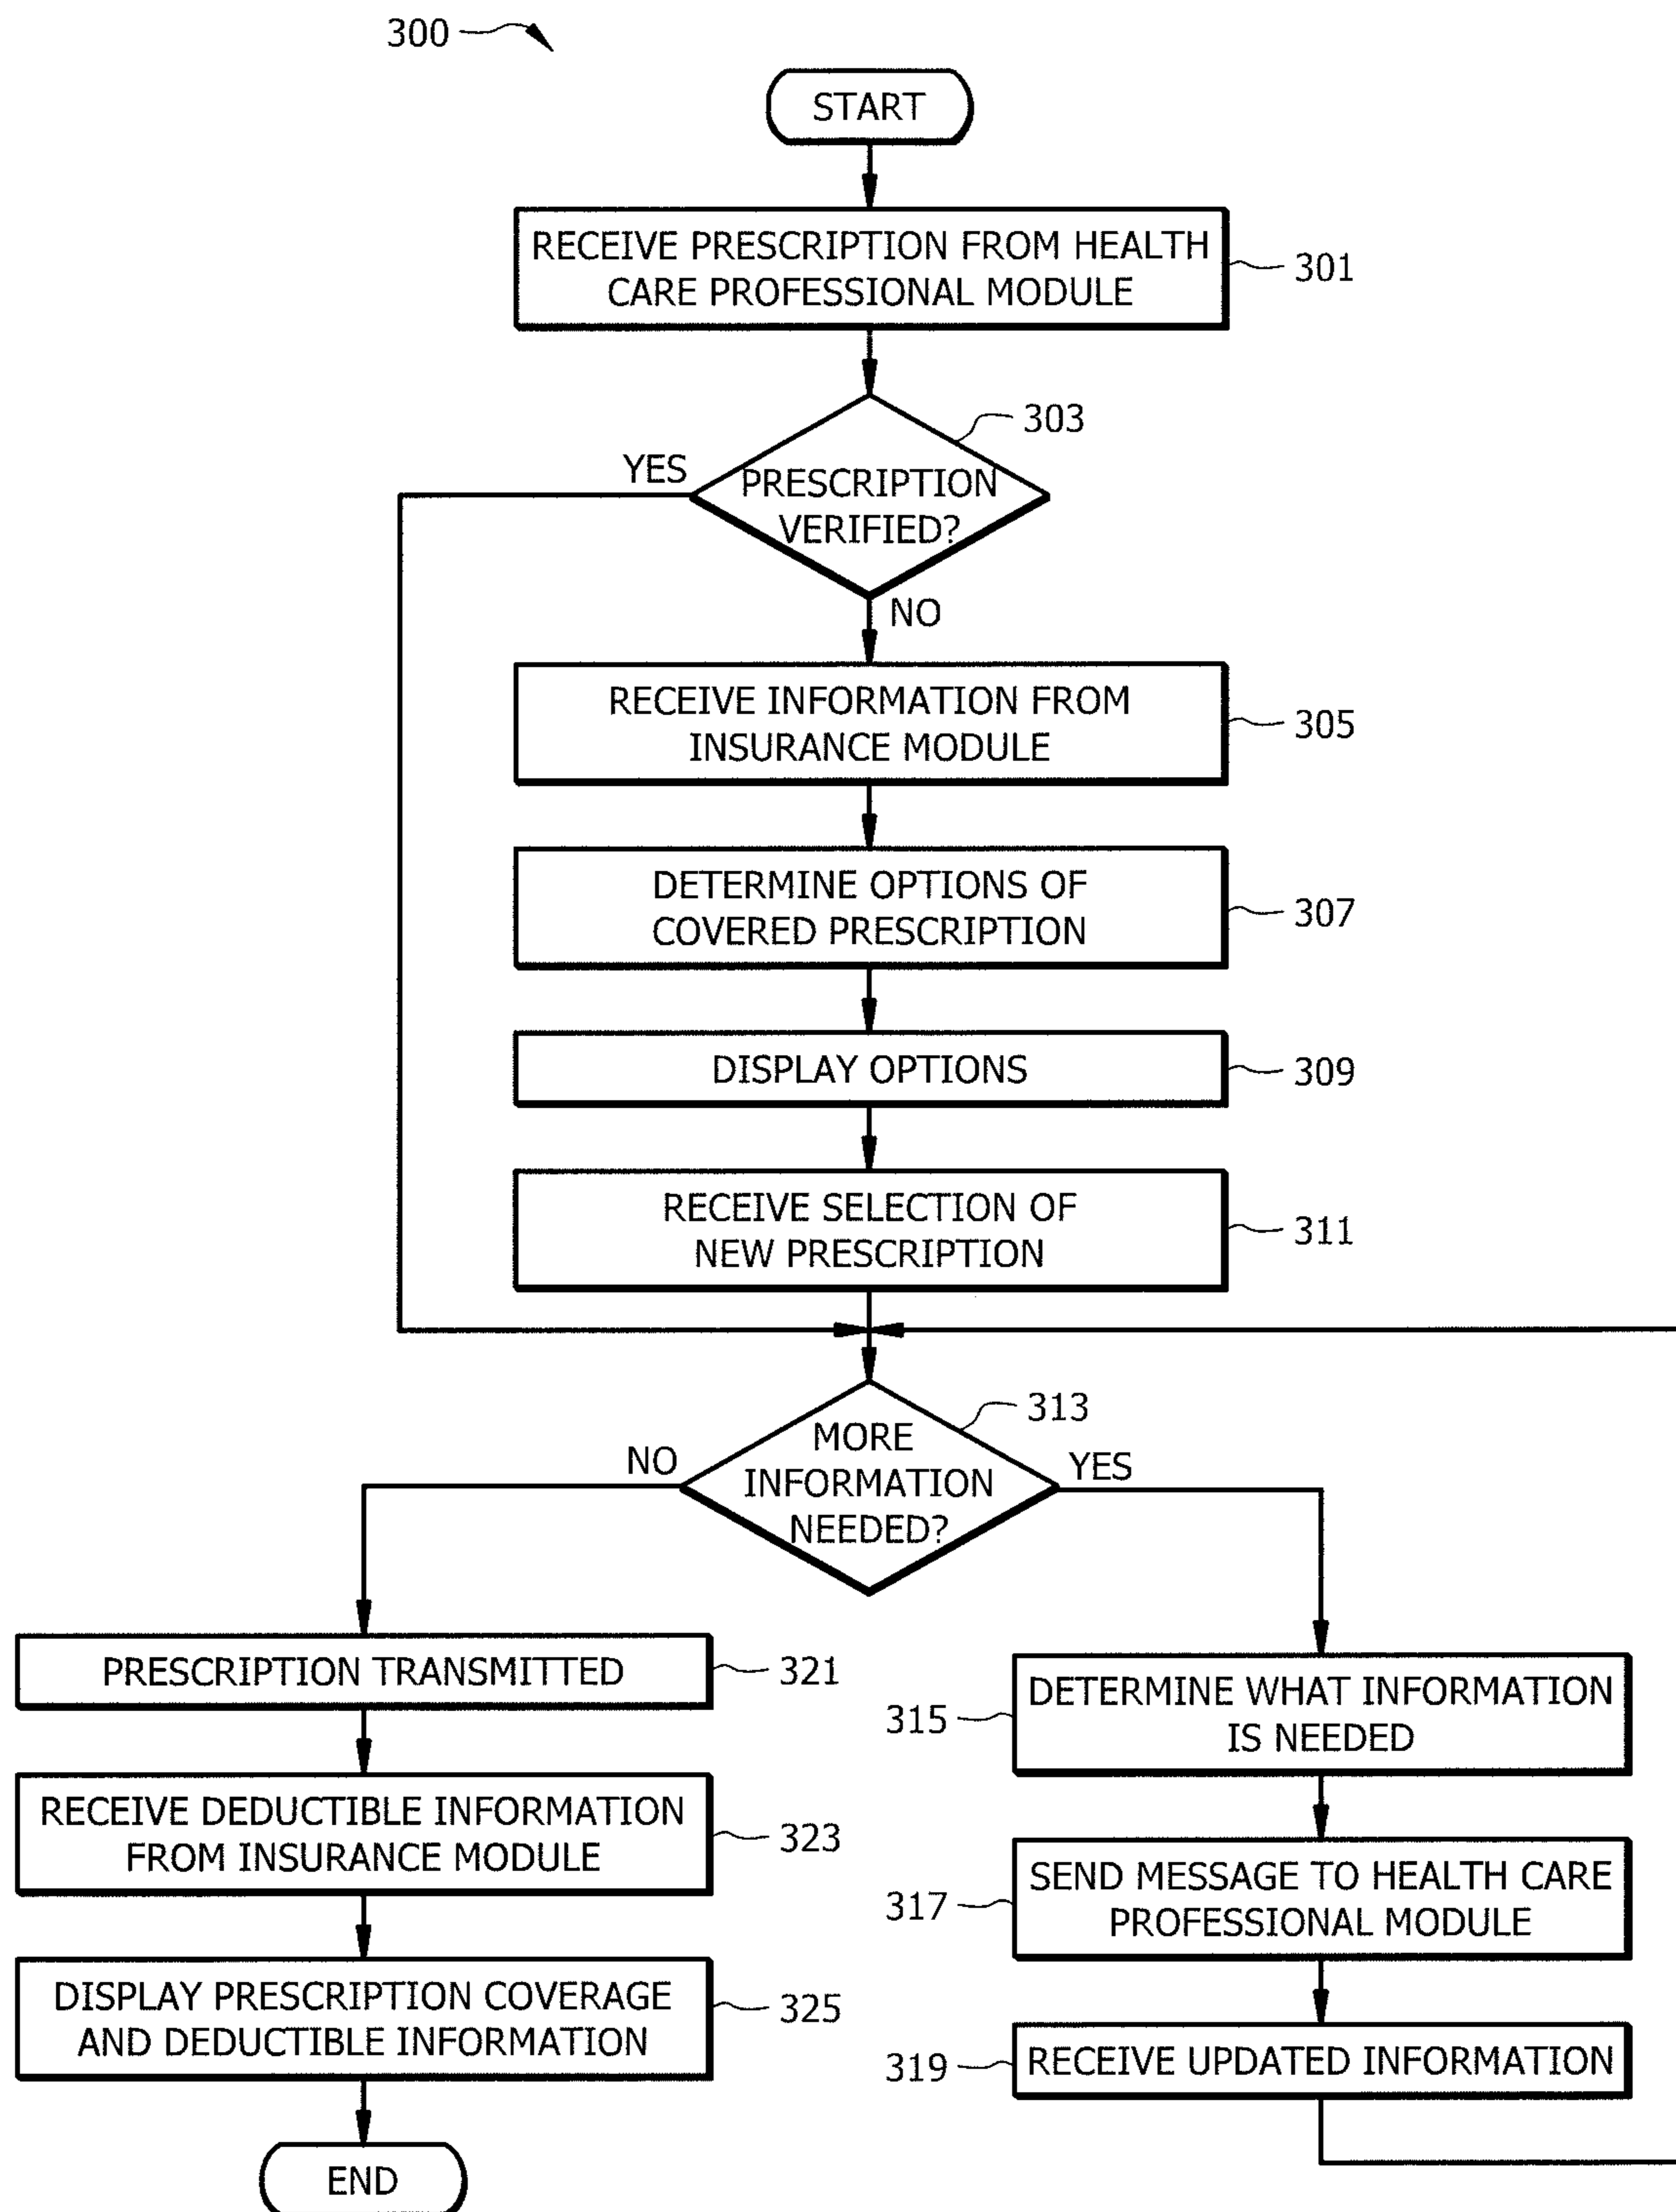 300
START
RECEIVE PRESCRIPTION FROM HEALTH
CARE PROFESSIONAL MODULE
301
303
YES
PRESCRIPTION
VERIFIED?
NO
RECEIVE INFORMATION FROM
INSURANCE MODULE
305
DETERMINE OPTIONS OF
COVERED PRESCRIPTION
307
DISPLAY OPTIONS
309
RECEIVE SELECTION OF
NEW PRESCRIPTION
311
313
NO
MORE
INFORMATION
NEEDED?
YES
PRESCRIPTION TRANSMITTED
321
RECEIVE DEDUCTIBLE INFORMATION
FROM INSURANCE MODULE
323
DISPLAY PRESCRIPTION COVERAGE
AND DEDUCTIBLE INFORMATION
325
END
315
DETERMINE WHAT INFORMATION
IS NEEDED
317
SEND MESSAGE TO HEALTH CARE
PROFESSIONAL MODULE
319
RECEIVE UPDATED INFORMATION